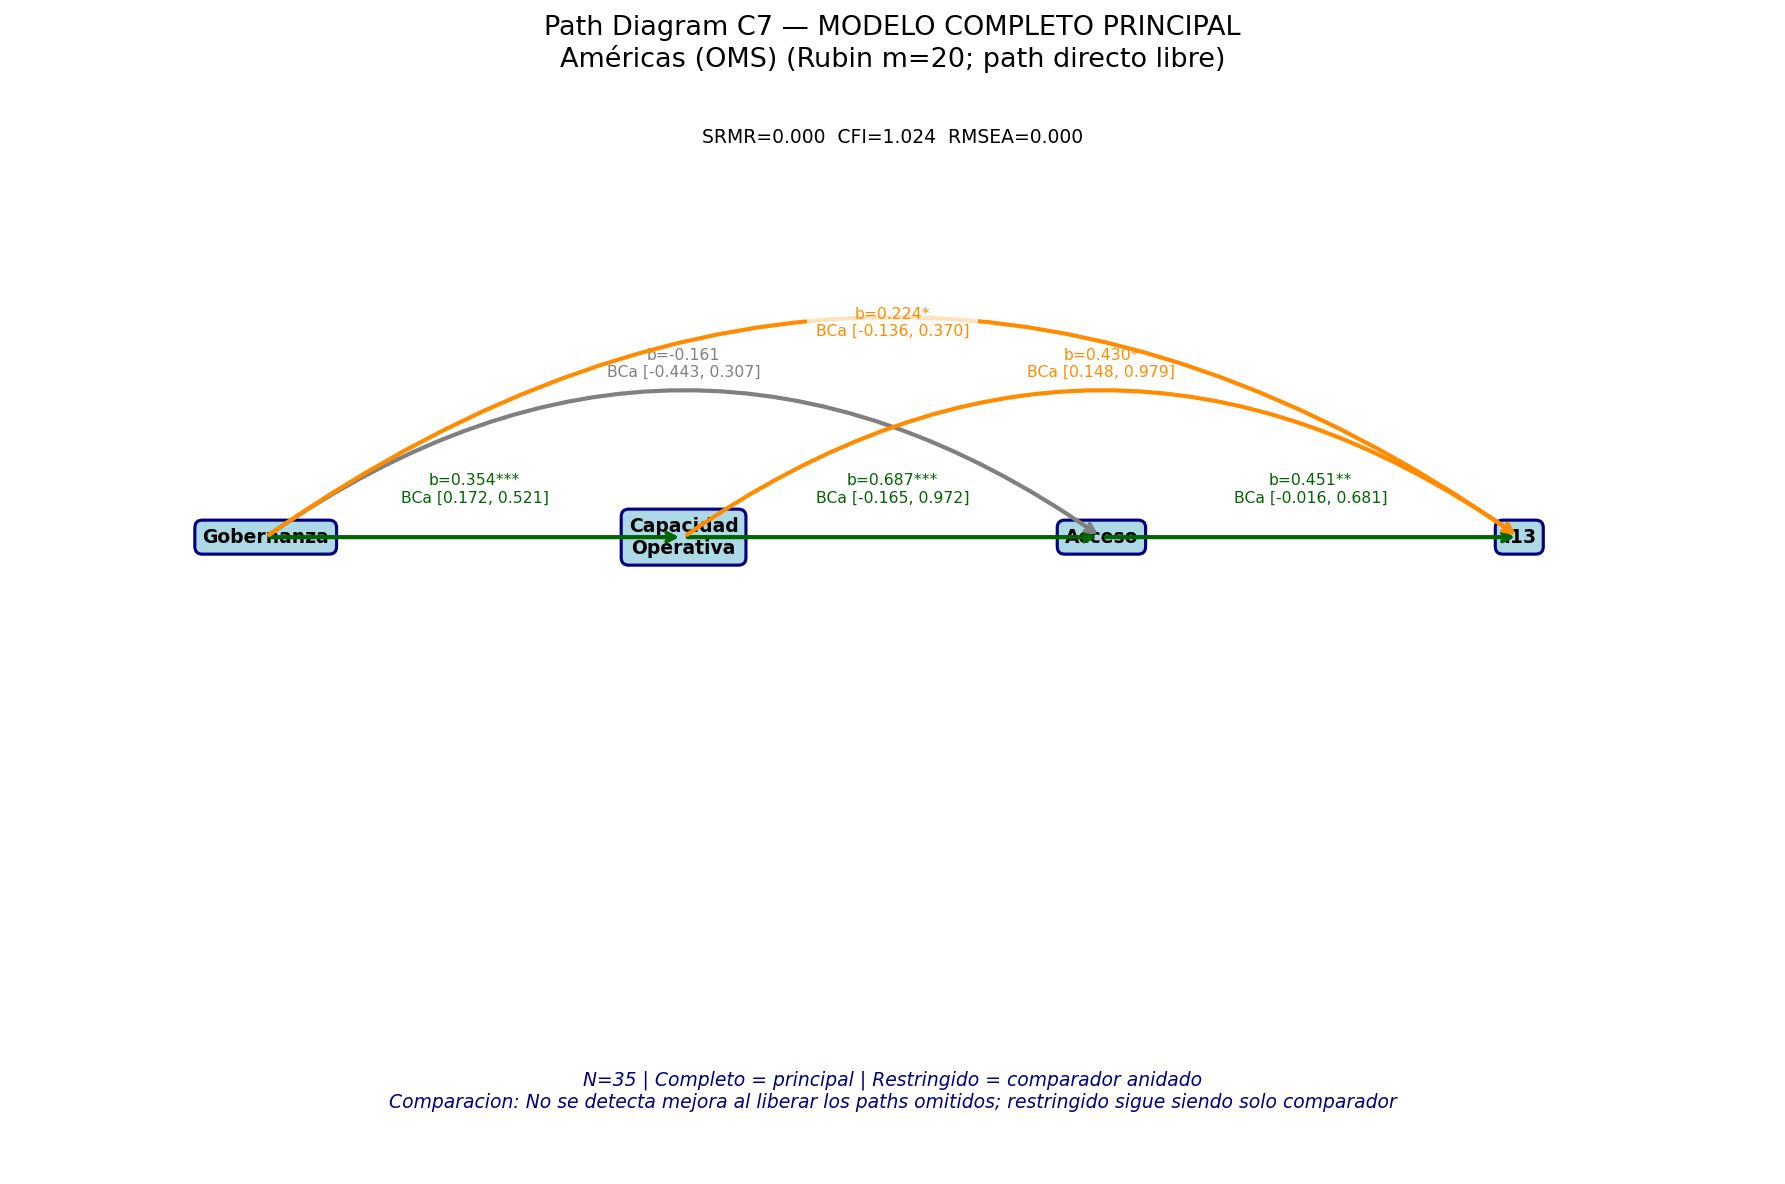 Path Diagram C7 — MODELO COMPLETO PRINCIPAL
Américas (OMS) (Rubin m=20; path directo libre)
SRMR=0.000 CFI=1.024 RMSEA=0.000
b=0.224*
BCa [-0.136, 0.370]
b=-0.161
BCa [-0.443, 0.307]
b=0.430*
BCa [0.148, 0.979]
b=0.354***
BCa [0.172, 0.521]
b=0.687***
BCa [-0.165, 0.972]
b=0.451**
BCa [-0.016, 0.681]
Gobernanza
Capacidad
Operativa
Acceso
N=35 | Completo = principal | Restringido = comparador anidado
Comparacion: No se detecta mejora al liberar los paths omitidos; restringido sigue siendo solo comparador